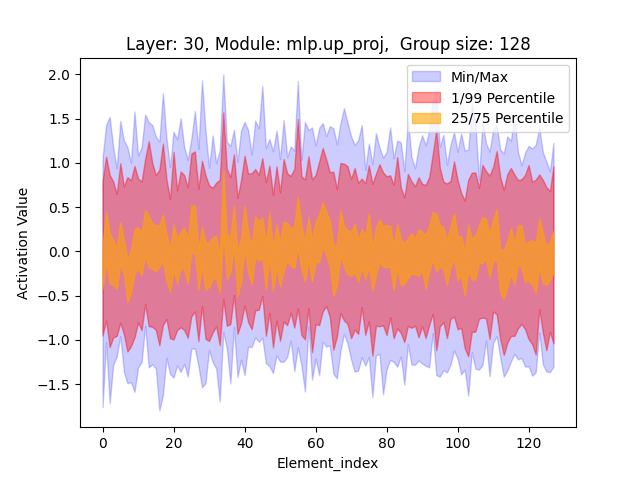 Layer: 30, Module: mlp.up_proj,  Group size: 128
Min/Max
1/99 Percentile
25/75 Percentile
Activation Value
2.0
1.5
1.0
0.5
0.0
−0.5
−1.0
−1.5
0 20 40 60 80 100 120
Element_index